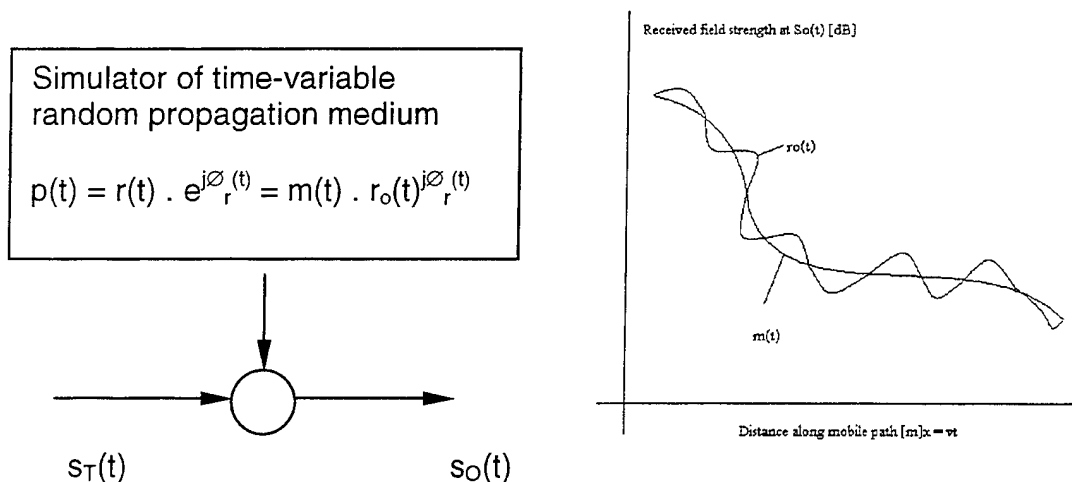 Simulator of time-variable
random propagation medium
p(t) = r(t) . e^jØ_r^(t) = m(t) . r_o(t)^jØ_r^(t)
s_T(t)
s_O(t)
Received field strength at So(t) [dB]
ro(t)
m(t)
Distance along mobile path [m]x = vt